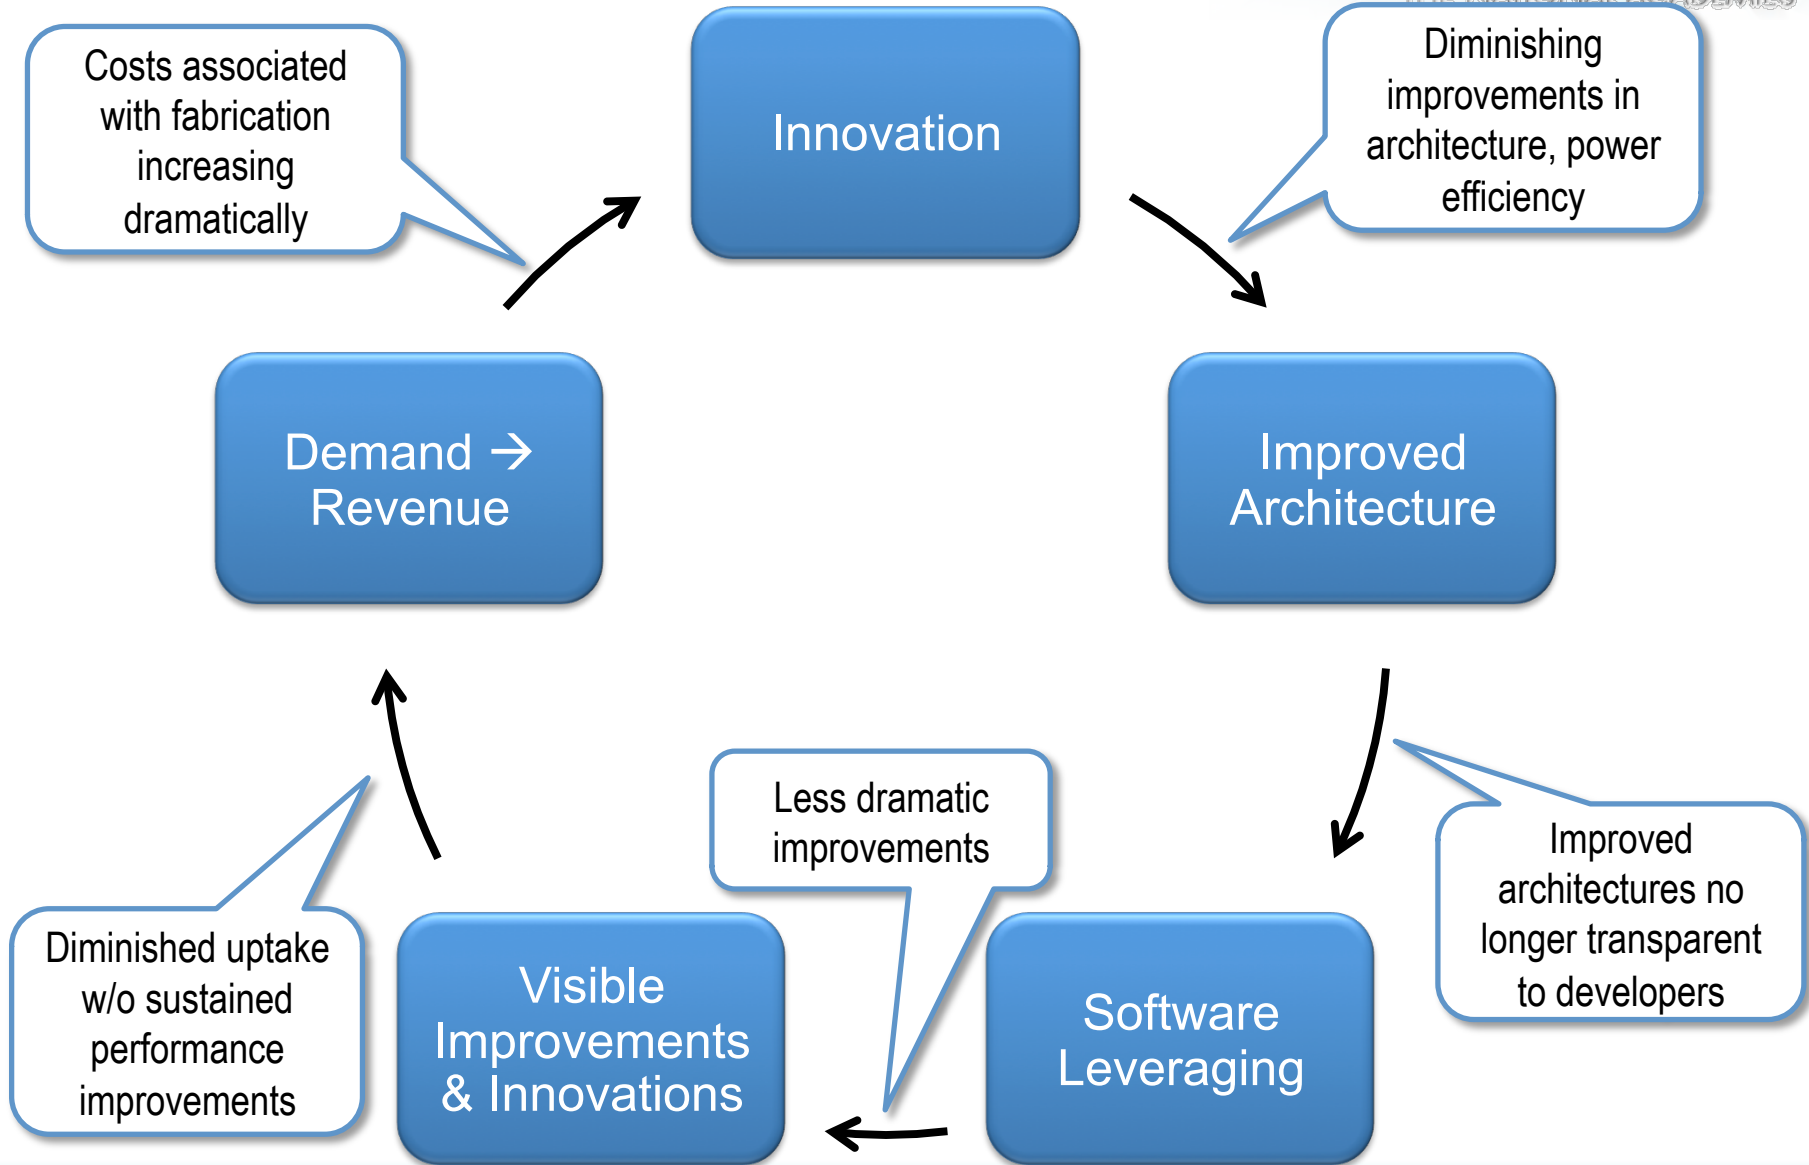 Costs associated
with fabrication
increasing
dramatically
Innovation
Diminishing
improvements in
architecture, power
efficiency
Demand →
Revenue
Improved
Architecture
Less dramatic
improvements
Improved
architectures no
longer transparent
to developers
Diminished uptake
w/o sustained
performance
improvements
Visible
Improvements
& Innovations
Software
Leveraging